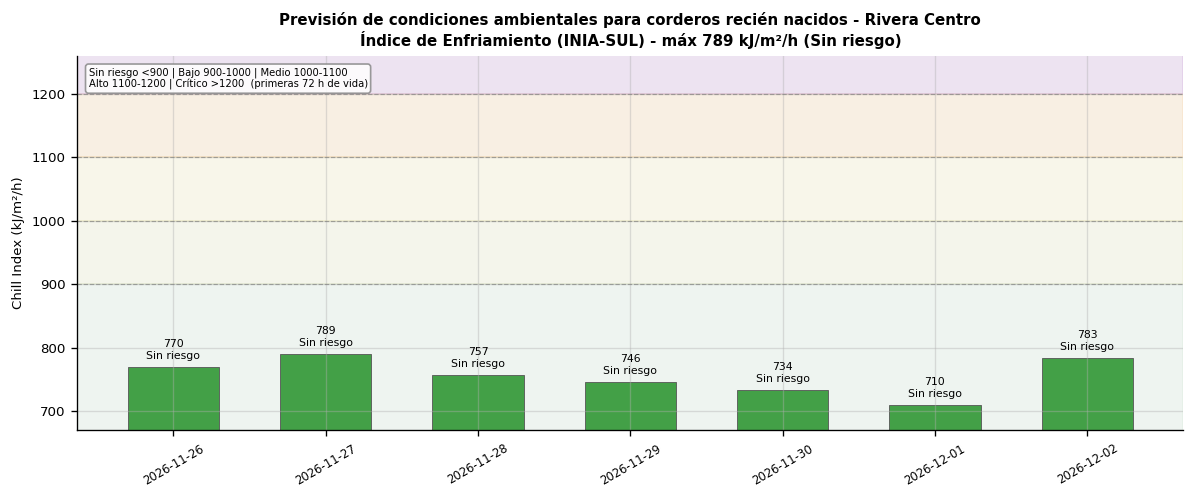 Previsión de condiciones ambientales para corderos recién nacidos - Rivera Centro
Índice de Enfriamiento (INIA-SUL) - máx 789 kJ/m²/h (Sin riesgo)
Sin riesgo <900 | Bajo 900-1000 | Medio 1000-1100
Alto 1100-1200 | Crítico >1200  (primeras 72 h de vida)
Chill Index (kJ/m²/h)
1200
1100
1000
900
800
700
770
Sin riesgo
789
Sin riesgo
757
Sin riesgo
746
Sin riesgo
734
Sin riesgo
710
Sin riesgo
783
Sin riesgo
2026-11-26
2026-11-27
2026-11-28
2026-11-29
2026-11-30
2026-12-01
2026-12-02